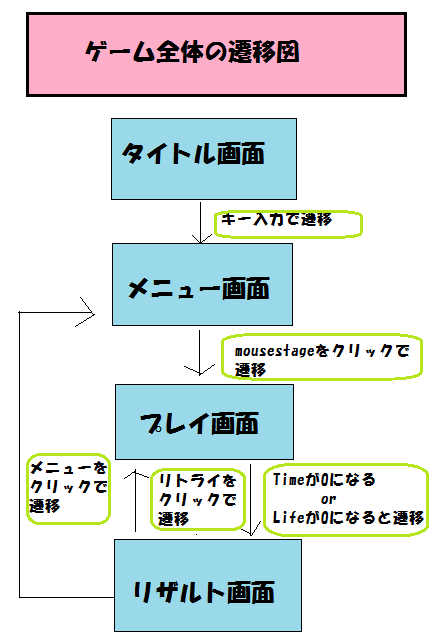 ゲーム全体の遷移図
タイトル画面
キー入力で遷移
メニュー画面
mousestageをクリックで
遷移
プレイ画面
メニューを
クリックで
遷移
リトライを
クリックで
遷移
Timeが0になる
or
Lifeが0になると遷移
リザルト画面